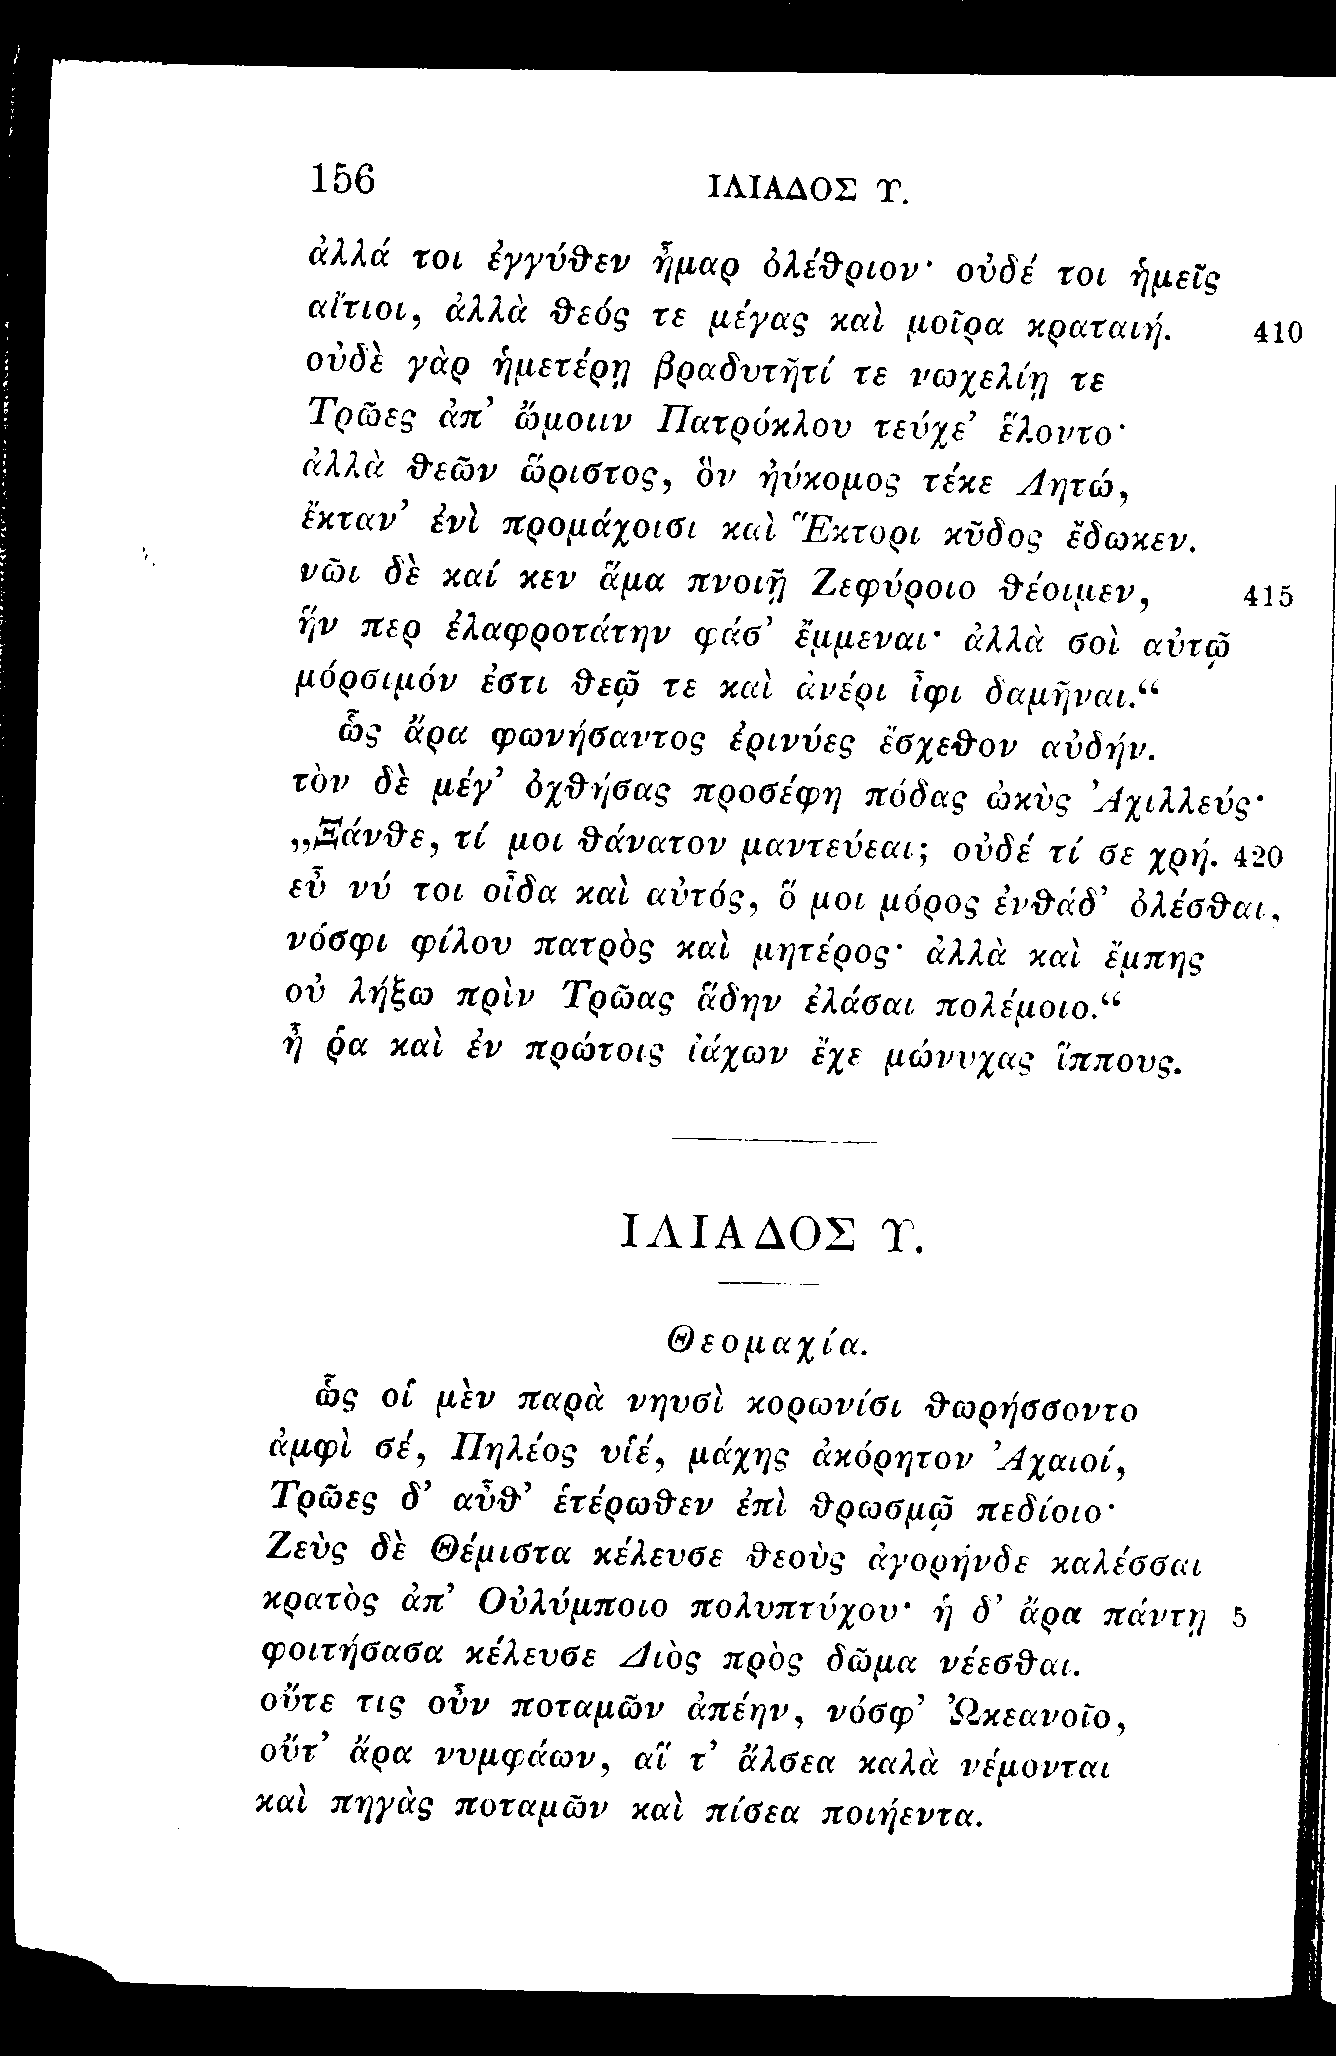 156 ΙΛΙΑΔΟΣ Υ.
ἀλλά τοι ἐγγύθεν ἦμαρ ὀλέθριον· οὐδέ τοι ἡμεῖς
αἴτιοι, ἀλλὰ θεός τε μέγας καὶ μοῖρα κραταιή. 410
οὐδὲ γὰρ ἡμετέρῃ βραδυτῆτί τε νωχελίῃ τε
Τρῶες ἀπ’ ὤμοιιν Πατρόκλου τεύχε’ ἕλοντο·
ἀλλὰ θεῶν ὤριστος, ὃν ἠύκομος τέκε Λητώ,
ἔκταν’ ἐνὶ προμάχοισι καὶ Ἕκτορι κῦδος ἔδωκεν.
νῶι δὲ καί κεν ἅμα πνοιῇ Ζεφύροιο θέοιμεν, 415
ἥν περ ἐλαφροτάτην φάσ’ ἔμμεναι· ἀλλὰ σοὶ αὐτῷ
μόρσιμόν ἐστι θεῷ τε καὶ ἀνέρι ἶφι δαμῆναι.“
ὧς ἄρα φωνήσαντος ἐρινύες ἔσχεθον αὐδήν.
τὸν δὲ μέγ’ ὀχθήσας προσέφη πόδας ὠκὺς Ἀχιλλεύς·
„Ξάνθε, τί μοι θάνατον μαντεύεαι; οὐδέ τί σε χρή. 420
εὖ νύ τοι οἶδα καὶ αὐτός, ὅ μοι μόρος ἐνθάδ’ ὀλέσθαι,
νόσφι φίλου πατρὸς καὶ μητέρος· ἀλλὰ καὶ ἔμπης
οὐ λήξω πρὶν Τρῶας ἅδην ἐλάσαι πολέμοιο.“
ἦ ῥα καὶ ἐν πρώτοις ἰάχων ἔχε μώνυχας ἵππους.
ΙΛΙΑΔΟΣ Υ.
Θεομαχία.
ὧς οἱ μὲν παρὰ νηυσὶ κορωνίσι θωρήσσοντο
ἀμφὶ σέ, Πηλέος υἱέ, μάχης ἀκόρητον Ἀχαιοί,
Τρῶες δ’ αὖθ’ ἑτέρωθεν ἐπὶ θρωσμῷ πεδίοιο·
Ζεὺς δὲ Θέμιστα κέλευσε θεοὺς ἀγορήνδε καλέσσαι
κρατὸς ἀπ’ Οὐλύμποιο πολυπτύχου· ἡ δ’ ἄρα πάντῃ 5
φοιτήσασα κέλευσε Διὸς πρὸς δῶμα νέεσθαι.
οὔτε τις οὖν ποταμῶν ἀπέην, νόσφ’ Ὠκεανοῖο,
οὔτ’ ἄρα νυμφάων, αἵ τ’ ἄλσεα καλὰ νέμονται
καὶ πηγὰς ποταμῶν καὶ πίσεα ποιήεντα.